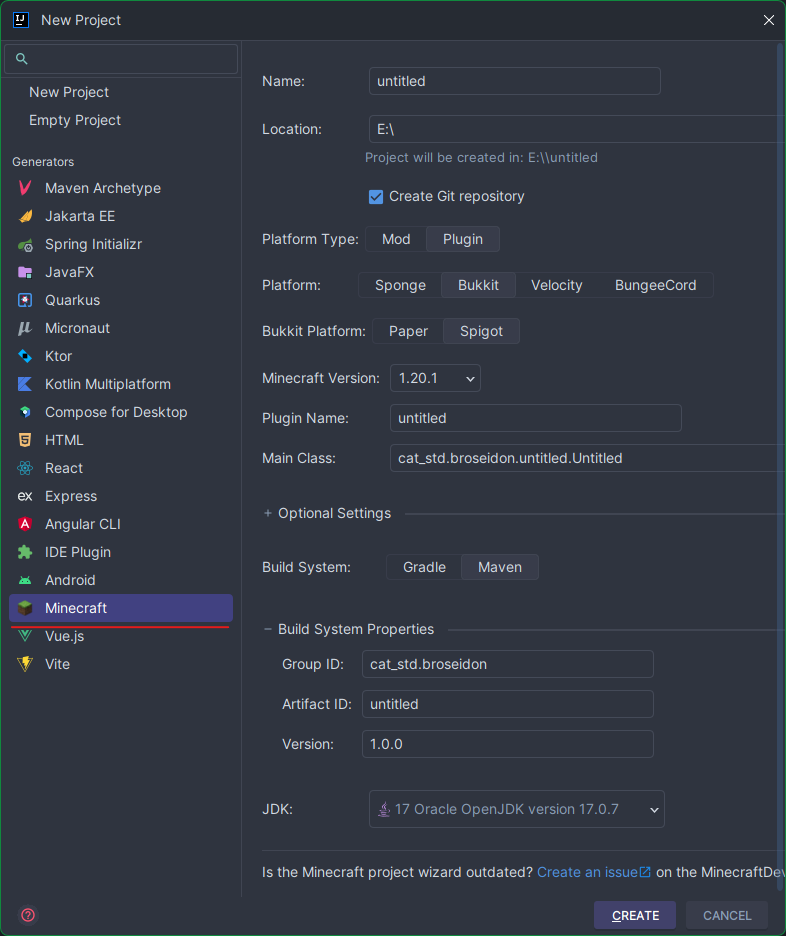 New Project
New Project
Empty Project
Generators
Maven Archetype
Jakarta EE
Spring Initializr
JavaFX
Quarkus
Micronaut
Ktor
Kotlin Multiplatform
Compose for Desktop
HTML
React
Express
Angular CLI
IDE Plugin
Android
Minecraft
Vue.js
Vite
Name: untitled
Location: E:\
Project will be created in: E:\\untitled
Create Git repository
Platform Type: Mod Plugin
Platform: Sponge Bukkit Velocity BungeeCord
Bukkit Platform: Paper Spigot
Minecraft Version: 1.20.1
Plugin Name: untitled
Main Class: cat_std.broseidon.untitled.Untitled
+ Optional Settings
Build System: Gradle Maven
− Build System Properties
Group ID: cat_std.broseidon
Artifact ID: untitled
Version: 1.0.0
JDK: 17 Oracle OpenJDK version 17.0.7
Is the Minecraft project wizard outdated? Create an issue on the MinecraftDev
CREATE CANCEL